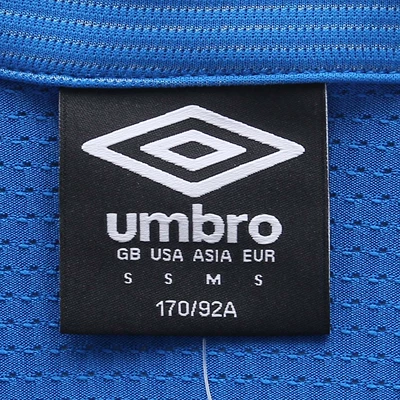 umbro
GB USA ASIA EUR
S S M S
170/92A